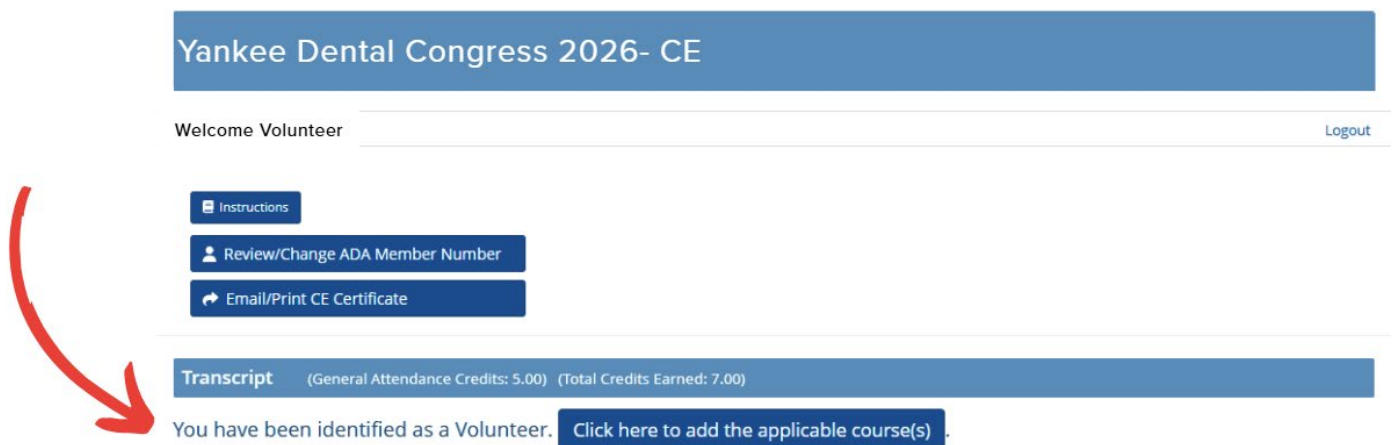 Yankee Dental Congress 2026- CE
Welcome Volunteer
Logout
Instructions
Review/Change ADA Member Number
Email/Print CE Certificate
Transcript (General Attendance Credits: 5.00) (Total Credits Earned: 7.00)
You have been identified as a Volunteer. Click here to add the applicable course(s) .